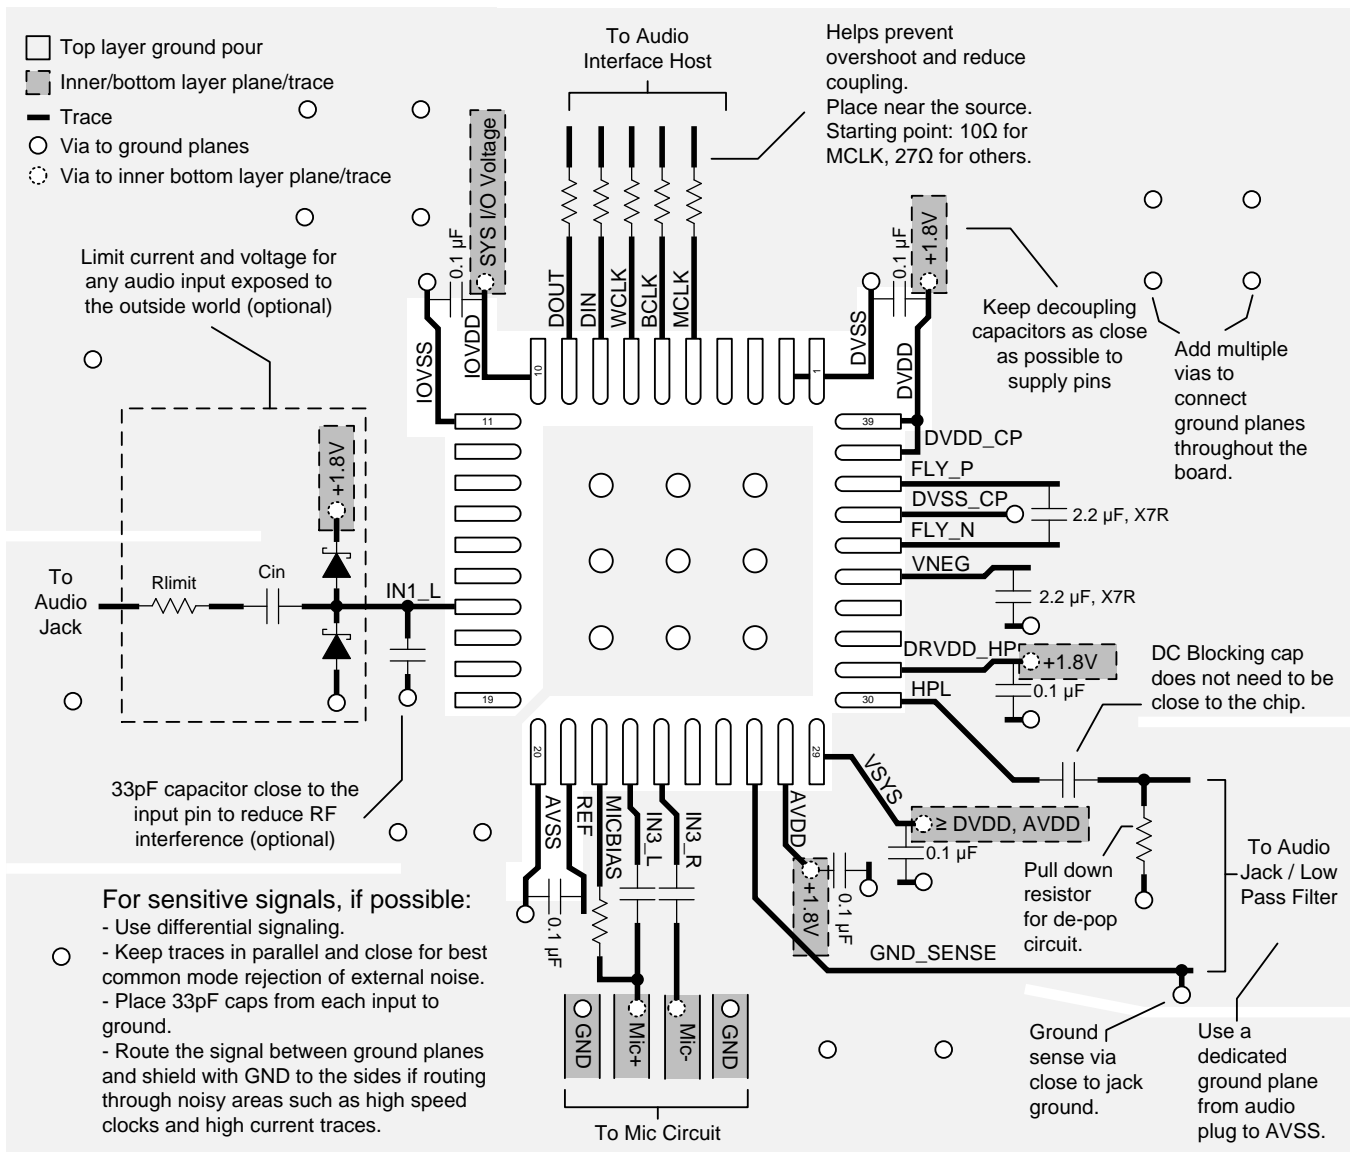 Top layer ground pour
Inner/bottom layer plane/trace
Trace
Via to ground planes
Via to inner bottom layer plane/trace
To Audio
Interface Host
Helps prevent
overshoot and reduce
coupling.
Place near the source.
Starting point: 10Ω for
MCLK, 27Ω for others.
SYS I/O Voltage
0.1 µF
IOVSS
IOVDD
DOUT
DIN
WCLK
BCLK
MCLK
DVSS
0.1 µF
+1.8V
DVDD
Limit current and voltage for
any audio input exposed to
the outside world (optional)
Keep decoupling
capacitors as close
as possible to
supply pins
Add multiple
vias to
connect
ground planes
throughout the
board.
10
1
11
39
DVDD_CP
FLY_P
DVSS_CP
FLY_N
2.2 µF, X7R
VNEG
2.2 µF, X7R
+1.8V
To
Audio
Jack
Rlimit
Cin
IN1_L
DRVDD_HP
+1.8V
0.1 µF
HPL
19
30
DC Blocking cap
does not need to be
close to the chip.
20
29
33pF capacitor close to the
input pin to reduce RF
interference (optional)
AVSS
REF
MICBIAS
IN3_L
IN3_R
AVDD
VSYS
≥ DVDD, AVDD
0.1 µF
0.1 µF
+1.8V
0.1 µF
Pull down
resistor
for de-pop
circuit.
To Audio
Jack / Low
Pass Filter
GND_SENSE
For sensitive signals, if possible:
- Use differential signaling.
- Keep traces in parallel and close for best
common mode rejection of external noise.
- Place 33pF caps from each input to
ground.
- Route the signal between ground planes
and shield with GND to the sides if routing
through noisy areas such as high speed
clocks and high current traces.
GND
Mic+
Mic-
GND
To Mic Circuit
Ground
sense via
close to jack
ground.
Use a
dedicated
ground plane
from audio
plug to AVSS.